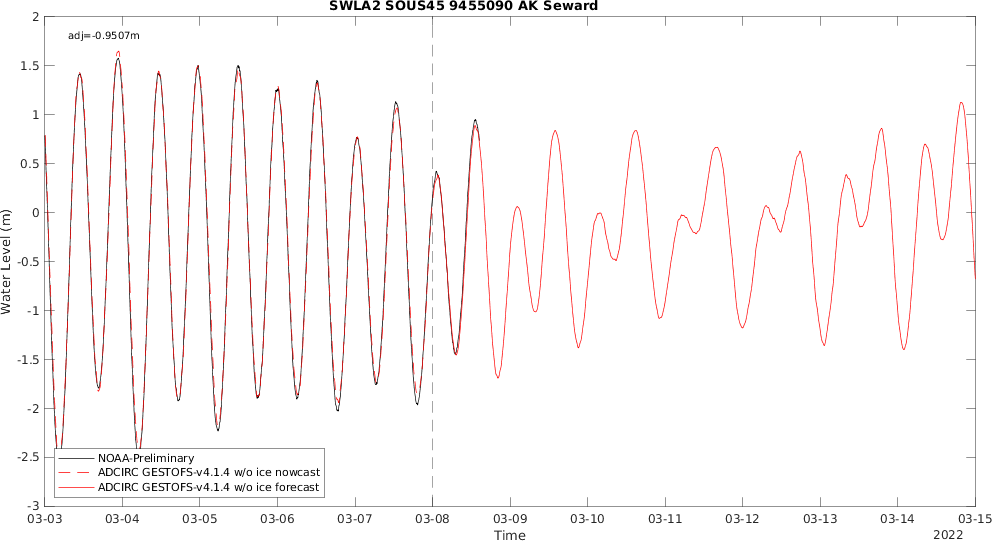 SWLA2 SOUS45 9455090 AK Seward
adj=-0.9507m
2
1.5
1
0.5
0
-0.5
-1
-1.5
-2
-2.5
-3
Water Level (m)
NOAA-Preliminary
ADCIRC GESTOFS-v4.1.4 w/o ice nowcast
ADCIRC GESTOFS-v4.1.4 w/o ice forecast
03-03 03-04 03-05 03-06 03-07 03-08 03-09 03-10 03-11 03-12 03-13 03-14 03-15
Time
2022